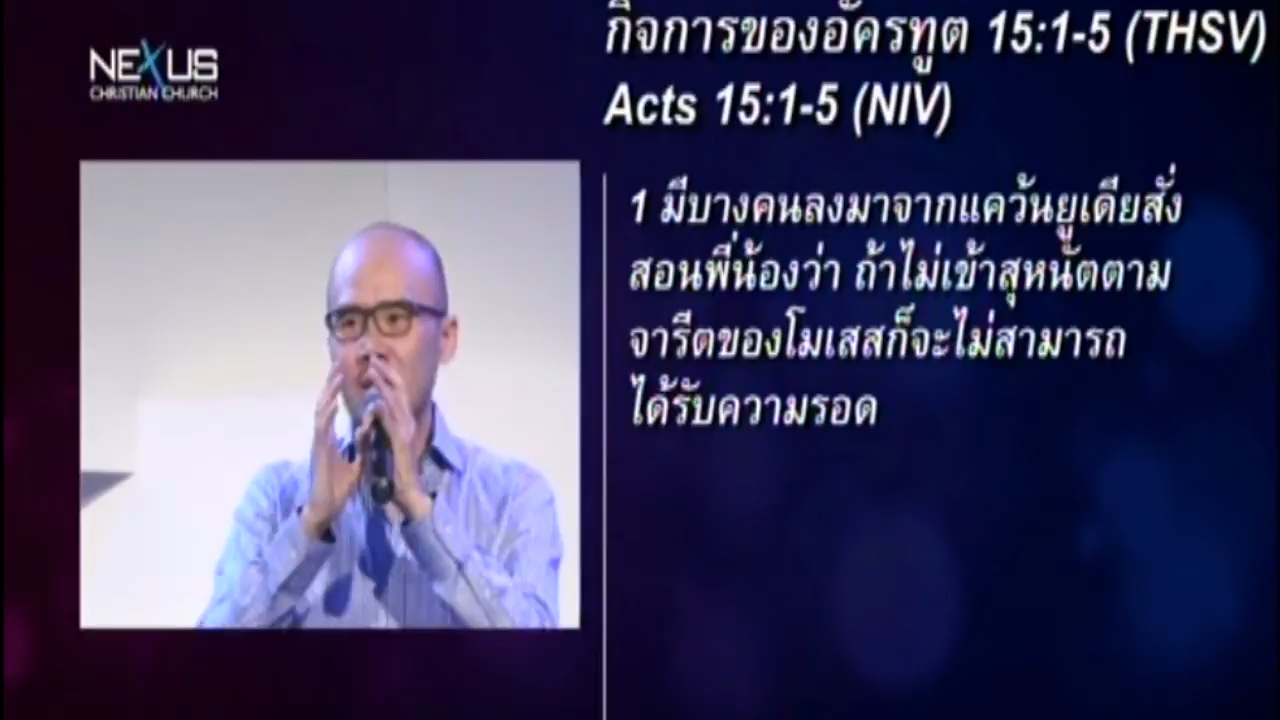 NEXUS
CHRISTIAN CHURCH
กิจการของอัครทูต 15:1-5 (THSV)
Acts 15:1-5 (NIV)
1 มีบางคนลงมาจากแคว้นยูเดียสั่ง
สอนพี่น้องว่า ถ้าไม่เข้าสุหนัตตาม
จารีตของโมเสสก็จะไม่สามารถ
ได้รับความรอด